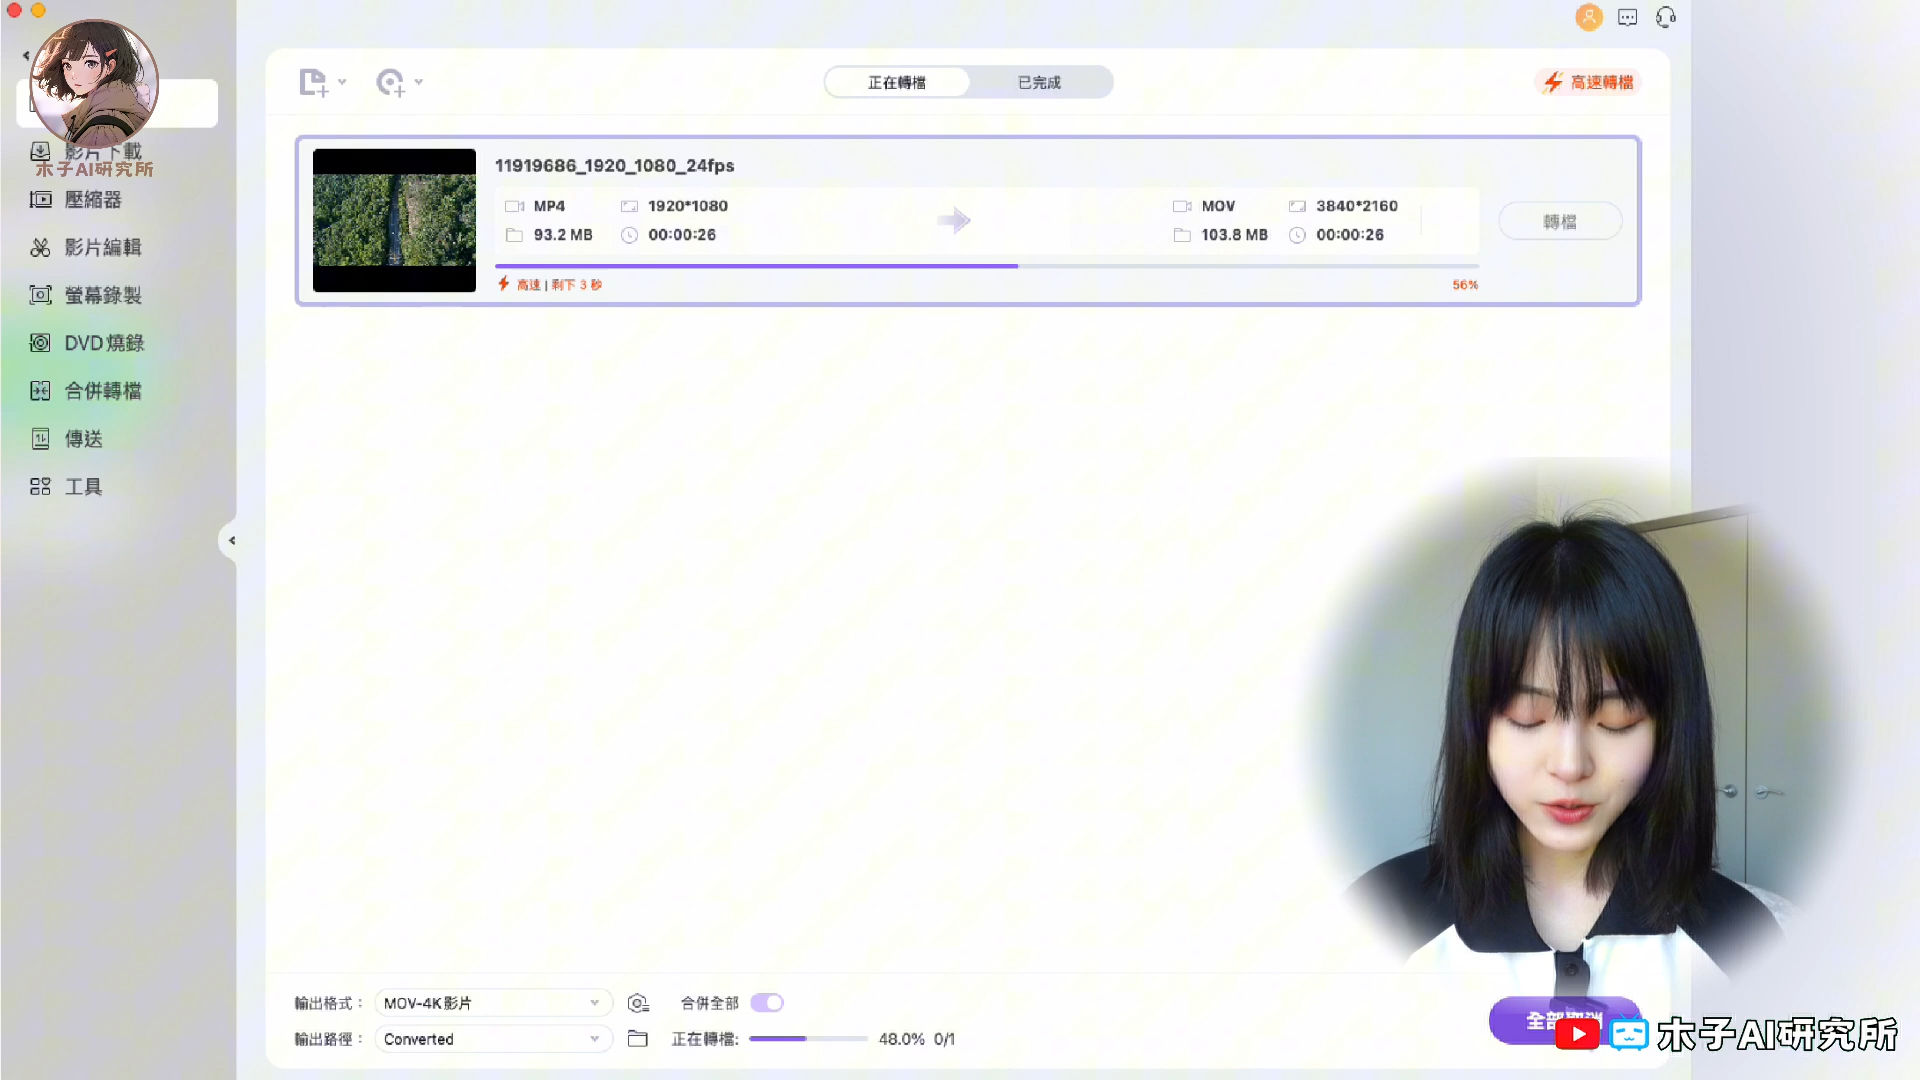 正在轉檔
已完成
高速轉檔
影片下載
木子AI研究所
壓縮器
影片編輯
螢幕錄製
DVD燒錄
合併轉檔
傳送
工具
11919686_1920_1080_24fps
MP4 1920*1080
93.2 MB 00:00:26
MOV 3840*2160
103.8 MB 00:00:26
轉檔
高速 | 剩下 3 秒
56%
輸出格式： MOV-4K影片 合併全部
輸出路徑： Converted 正在轉檔: 48.0% 0/1
木子AI研究所